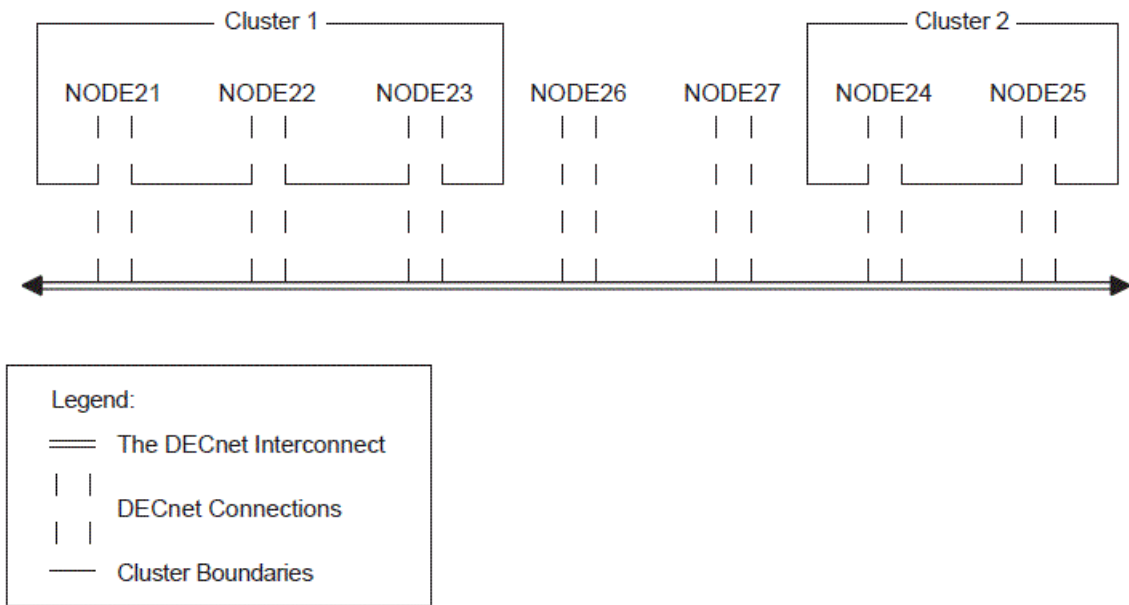 Cluster 1 Cluster 2
NODE21 NODE22 NODE23 NODE26 NODE27 NODE24 NODE25
Legend:
The DECnet Interconnect
DECnet Connections
Cluster Boundaries